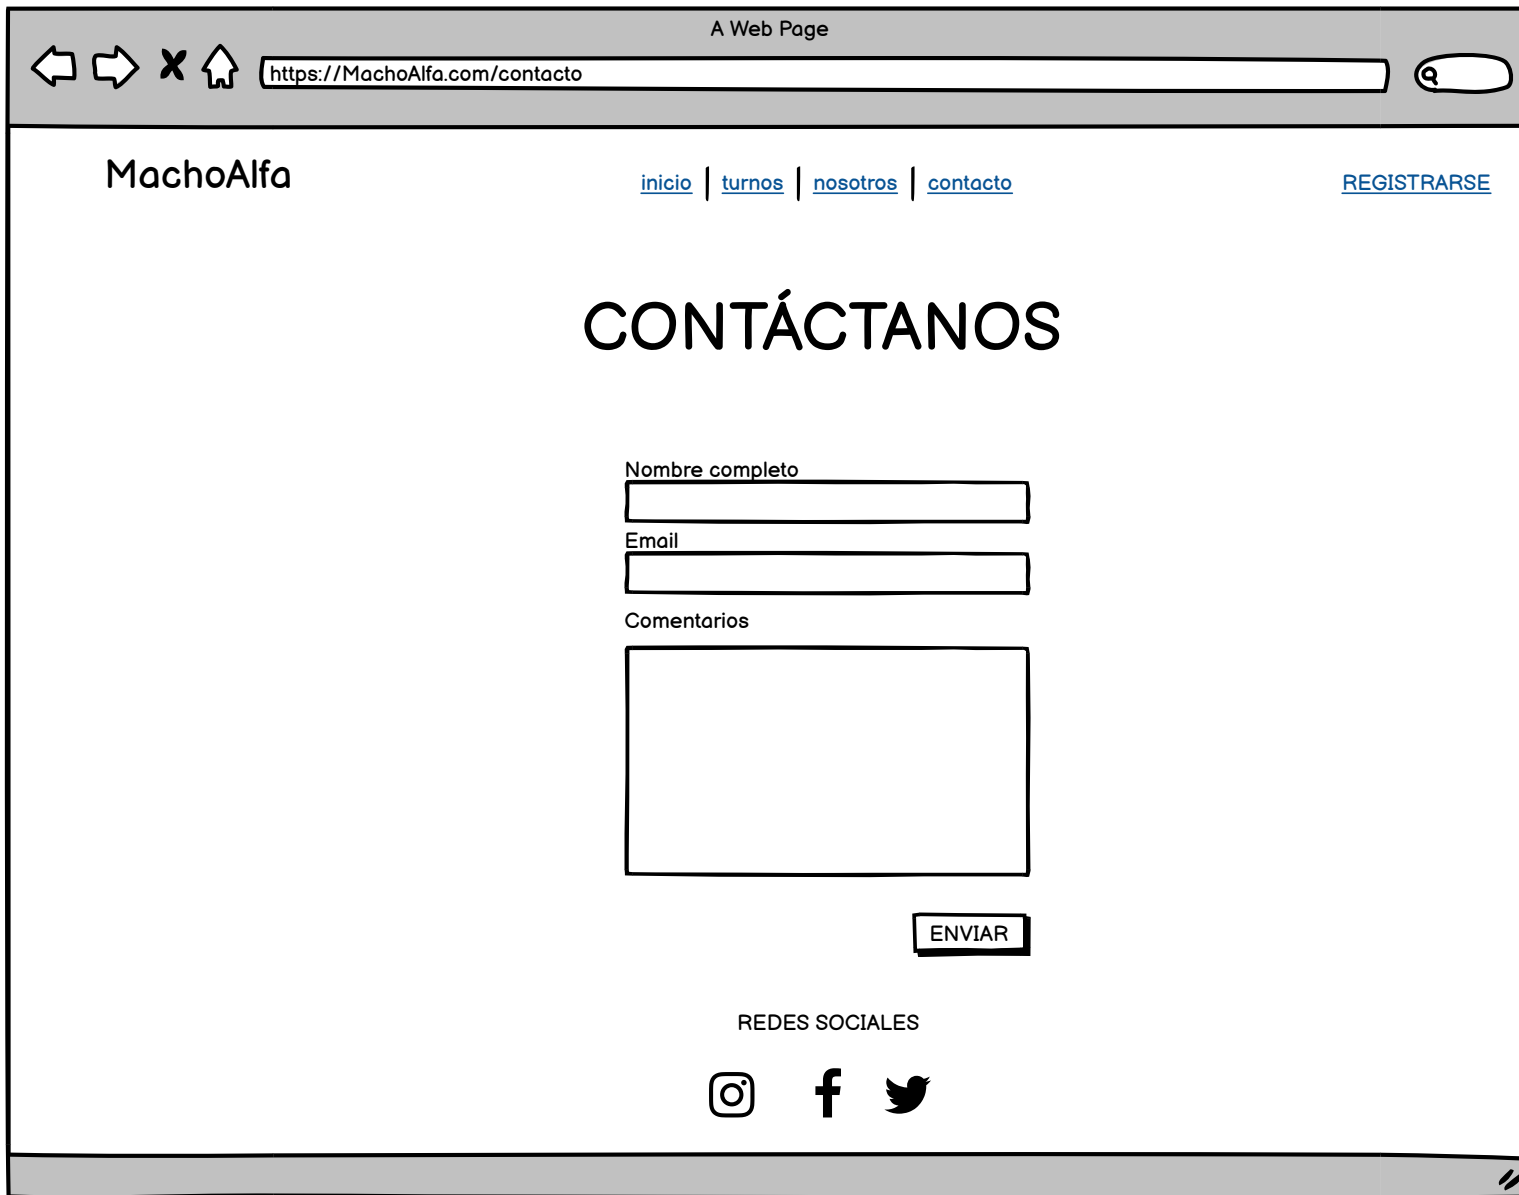 A Web Page
https://MachoAlfa.com/contacto
MachoAlfa
inicio | turnos | nosotros | contacto
REGISTRARSE
CONTÁCTANOS
Nombre completo
Email
Comentarios
ENVIAR
REDES SOCIALES